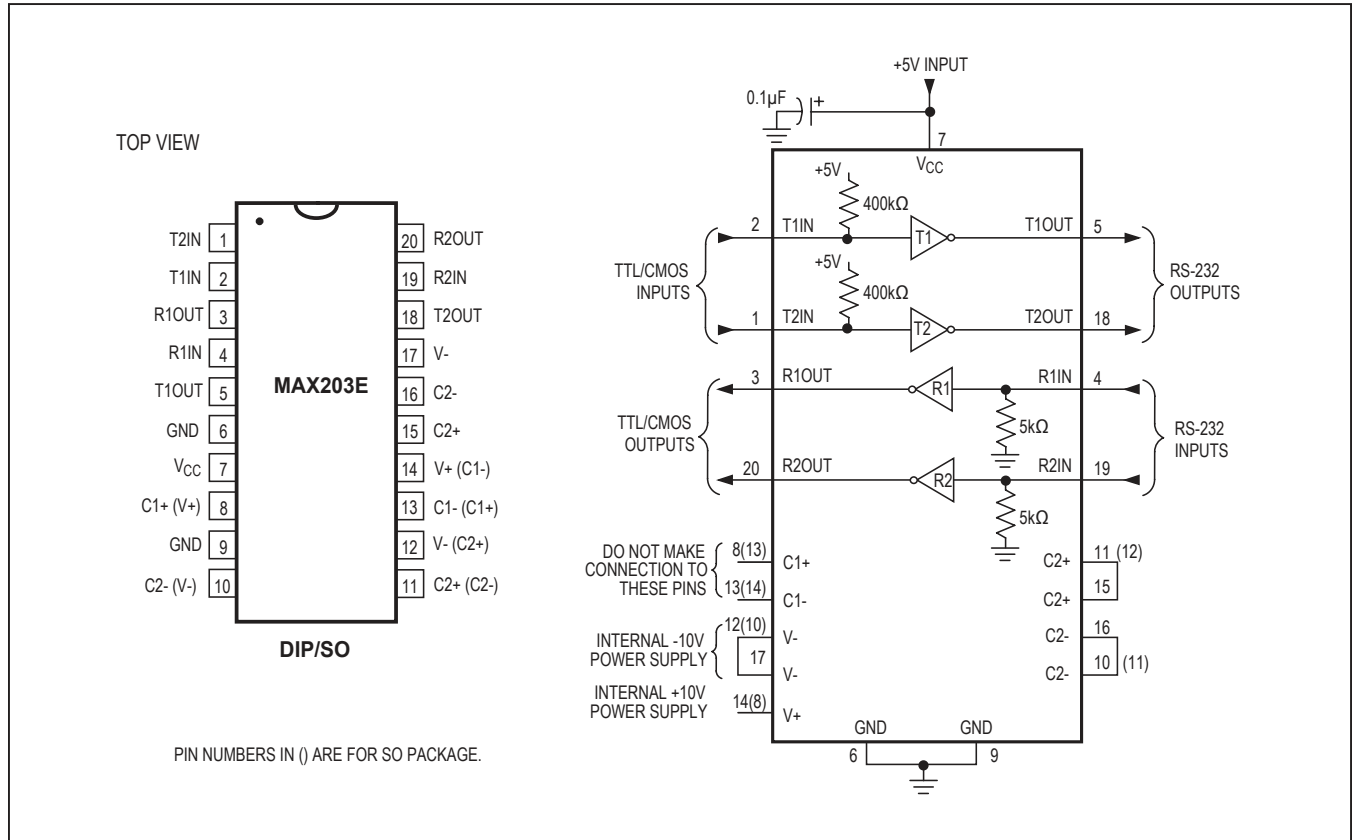 TOP VIEW
T2IN 1
T1IN 2
R1OUT 3
R1IN 4
T1OUT 5
GND 6
VCC 7
C1+ (V+) 8
GND 9
C2- (V-) 10
MAX203E
20 R2OUT
19 R2IN
18 T2OUT
17 V-
16 C2-
15 C2+
14 V+ (C1-)
13 C1- (C1+)
12 V- (C2+)
11 C2+ (C2-)
DIP/SO
PIN NUMBERS IN () ARE FOR SO PACKAGE.
+5V INPUT
0.1µF +
7
VCC
+5V
400kΩ
TTL/CMOS
INPUTS
2 T1IN T1 T1OUT 5
+5V
400kΩ
1 T2IN T2 T2OUT 18
RS-232
OUTPUTS
TTL/CMOS
OUTPUTS
3 R1OUT R1 R1IN 4
5kΩ
20 R2OUT R2 R2IN 19
5kΩ
RS-232
INPUTS
DO NOT MAKE
CONNECTION TO
THESE PINS
8(13) C1+
13(14) C1-
INTERNAL -10V
POWER SUPPLY
12(10) V-
17 V-
INTERNAL +10V
POWER SUPPLY
14(8) V+
C2+ 11 (12)
C2+ 15
C2- 16
C2- 10 (11)
GND GND
6 9